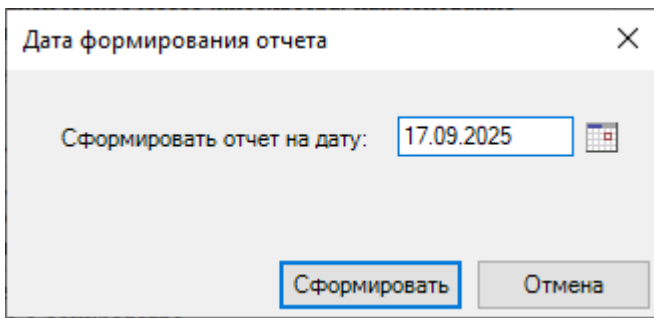 Дата формирования отчета
Сформировать отчет на дату: 17.09.2025
Сформировать Отмена